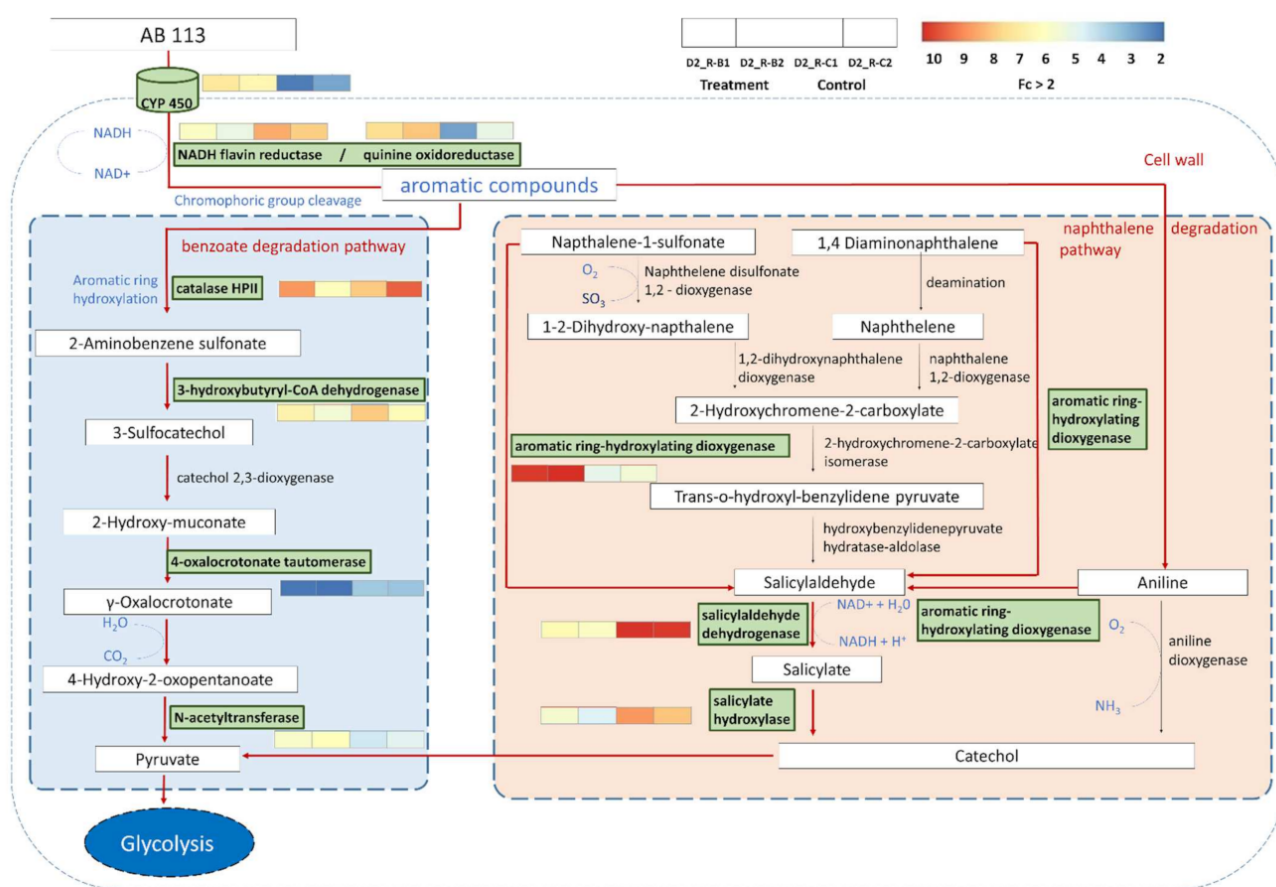 AB 113
D2_R-B1 D2_R-B2 D2_R-C1 D2_R-C2
Treatment Control
10 9 8 7 6 5 4 3 2
Fc > 2
CYP 450
NADH
NAD+
NADH flavin reductase / quinine oxidoreductase
aromatic compounds
Chromophoric group cleavage
Cell wall
benzoate degradation pathway
Aromatic ring
hydroxylation
catalase HPII
2-Aminobenzene sulfonate
3-hydroxybutyryl-CoA dehydrogenase
3-Sulfocatechol
catechol 2,3-dioxygenase
2-Hydroxy-muconate
4-oxalocrotonate tautomerase
γ-Oxalocrotonate
H₂O
CO₂
4-Hydroxy-2-oxopentanoate
N-acetyltransferase
Pyruvate
Glycolysis
naphthalene degradation
pathway
Napthalene-1-sulfonate
1,4 Diaminonaphthalene
O₂
SO₃
Naphthelene disulfonate
1,2 - dioxygenase
deamination
1-2-Dihydroxy-napthalene
Naphthelene
1,2-dihydroxynaphthalene
dioxygenase
naphthalene
1,2-dioxygenase
2-Hydroxychromene-2-carboxylate
aromatic ring-
hydroxylating
dioxygenase
aromatic ring-hydroxylating dioxygenase
2-hydroxychromene-2-carboxylate
isomerase
Trans-o-hydroxyl-benzylidene pyruvate
hydroxybenzylidenepyruvate
hydratase-aldolase
Salicylaldehyde
Aniline
salicylaldehyde
dehydrogenase
NAD+ + H₂0
NADH + H⁺
aromatic ring-
hydroxylating dioxygenase
O₂
aniline
dioxygenase
NH₃
Salicylate
salicylate
hydroxylase
Catechol